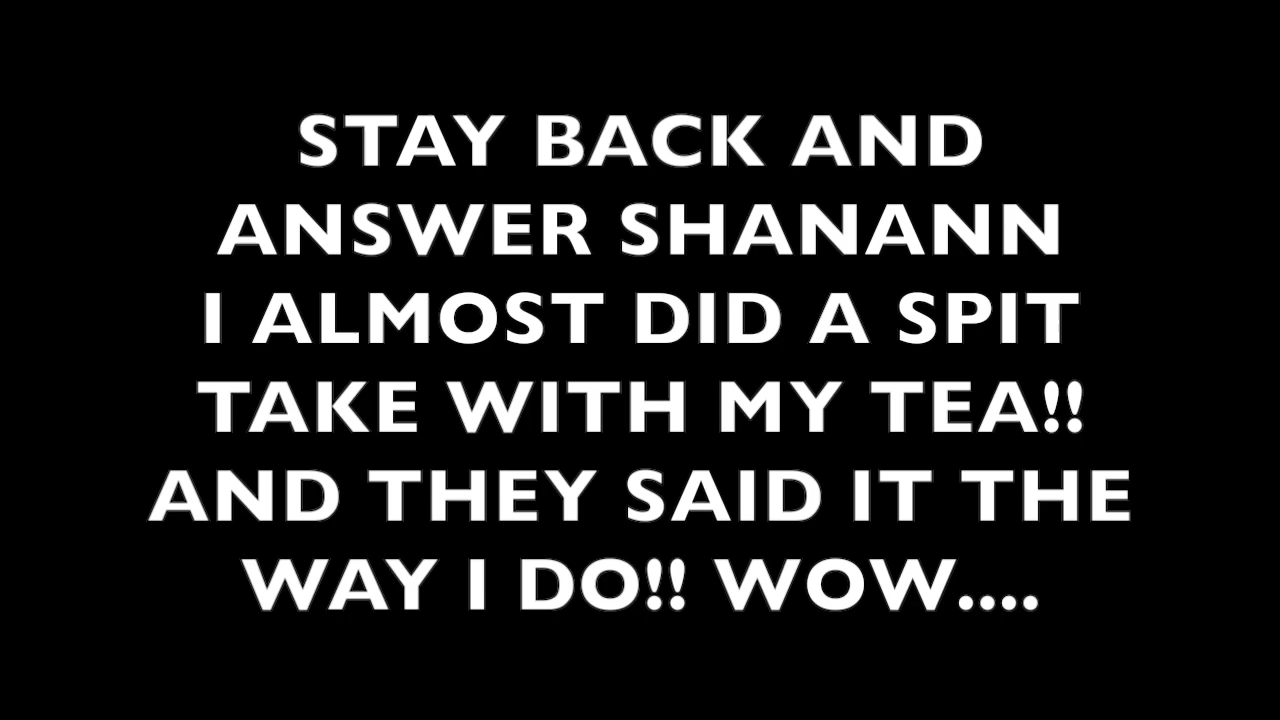 STAY BACK AND
ANSWER SHANANN
I ALMOST DID A SPIT
TAKE WITH MY TEA!!
AND THEY SAID IT THE
WAY I DO!! WOW....